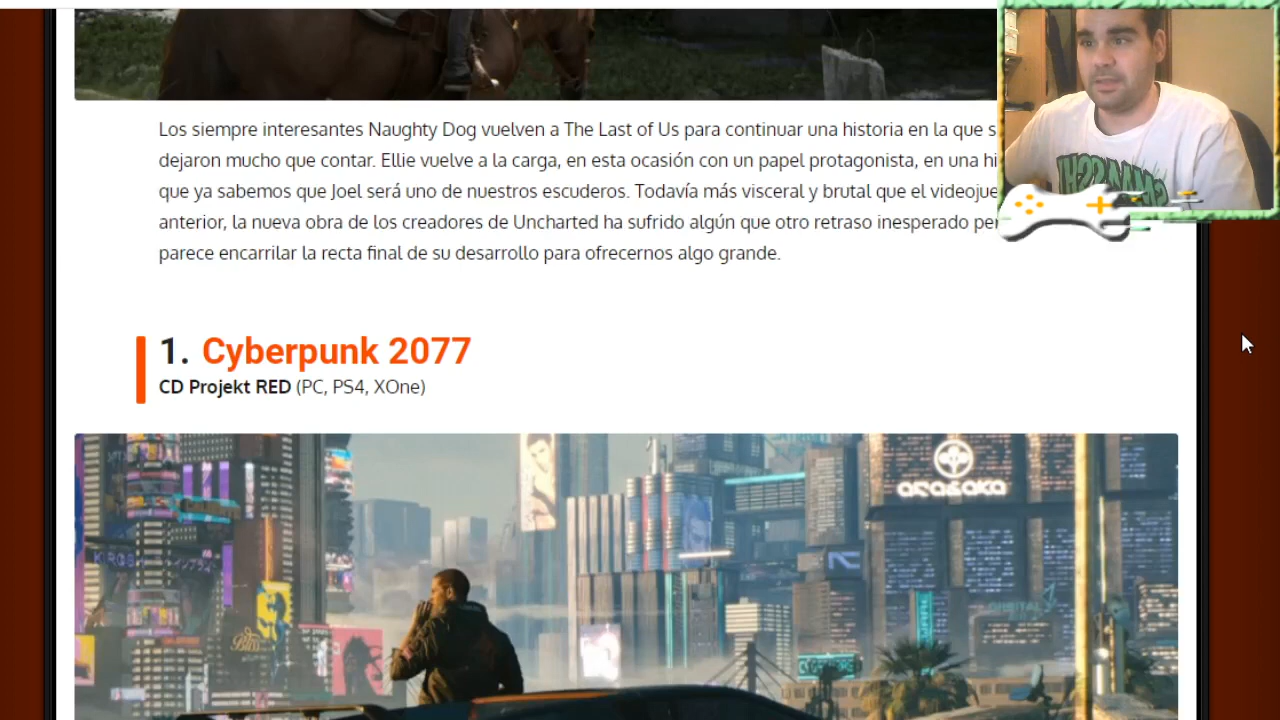 Los siempre interesantes Naughty Dog vuelven a The Last of Us para continuar una historia en la que s
dejaron mucho que contar. Ellie vuelve a la carga, en esta ocasión con un papel protagonista, en una hi
que ya sabemos que Joel será uno de nuestros escuderos. Todavía más visceral y brutal que el videojue
anterior, la nueva obra de los creadores de Uncharted ha sufrido algún que otro retraso inesperado per
parece encarrilar la recta final de su desarrollo para ofrecernos algo grande.
1. Cyberpunk 2077
CD Projekt RED (PC, PS4, XOne)
arasaka
ORBITAL